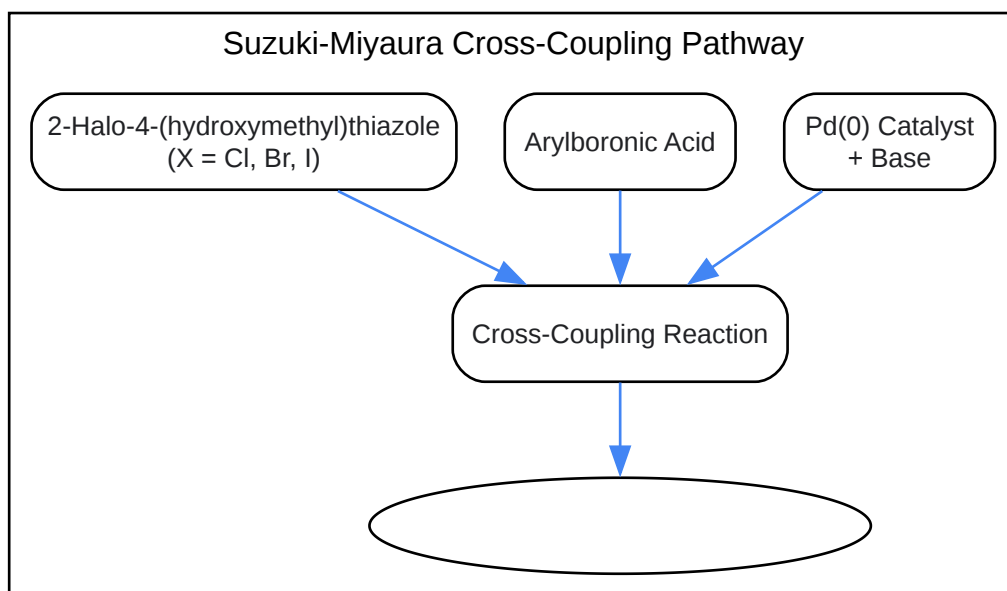 Suzuki-Miyaura Cross-Coupling Pathway
2-Halo-4-(hydroxymethyl)thiazole
(X = Cl, Br, I)
Arylboronic Acid
Pd(0) Catalyst
+ Base
Cross-Coupling Reaction